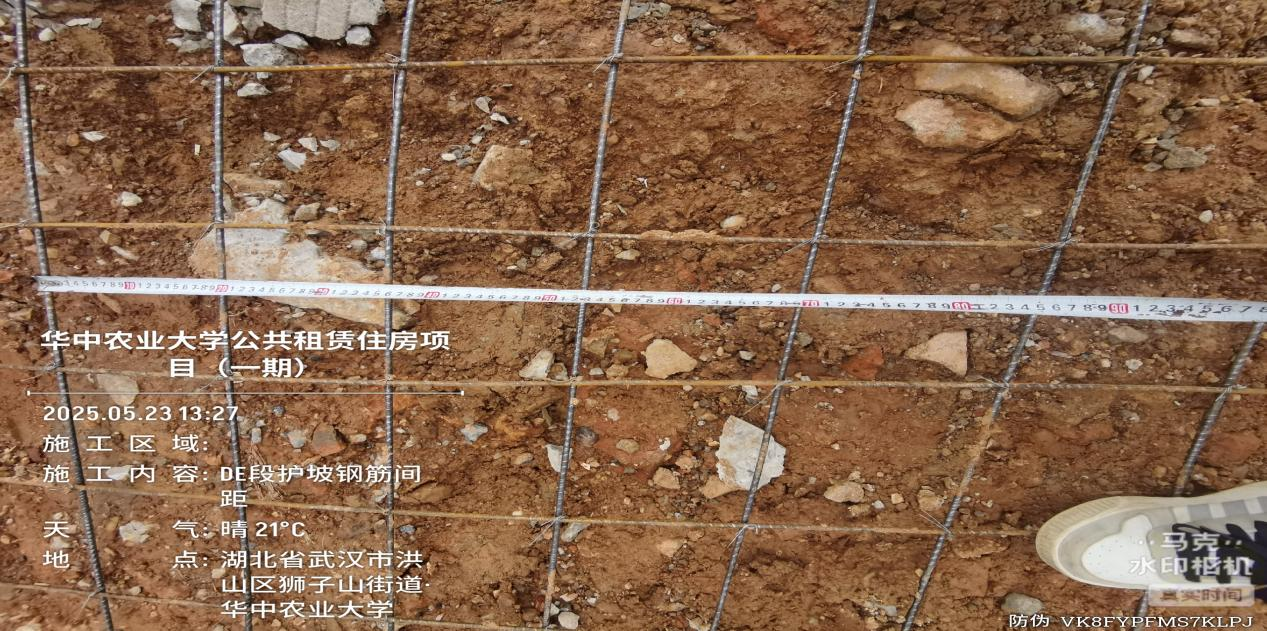 华中农业大学公共租赁住房项
目（一期）
2025.05.23 13:27
施工区域：
施工内容：DE段护坡钢筋间
距
天气：晴 21°C
地点：湖北省武汉市洪
山区狮子山街道·
华中农业大学
马克
水印相机
真实时间
防伪 VK8FYPFMS7KLPJ